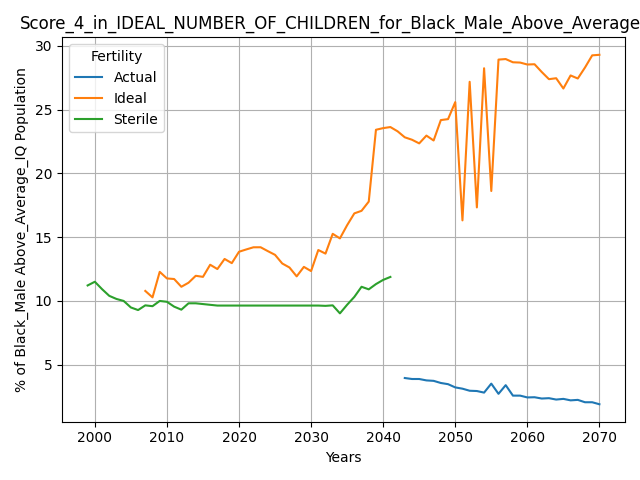 Score_4_in_IDEAL_NUMBER_OF_CHILDREN_for_Black_Male_Above_Average
Fertility
Actual
Ideal
Sterile
% of Black_Male Above_Average_IQ Population
30
25
20
15
10
5
2000 2010 2020 2030 2040 2050 2060 2070
Years